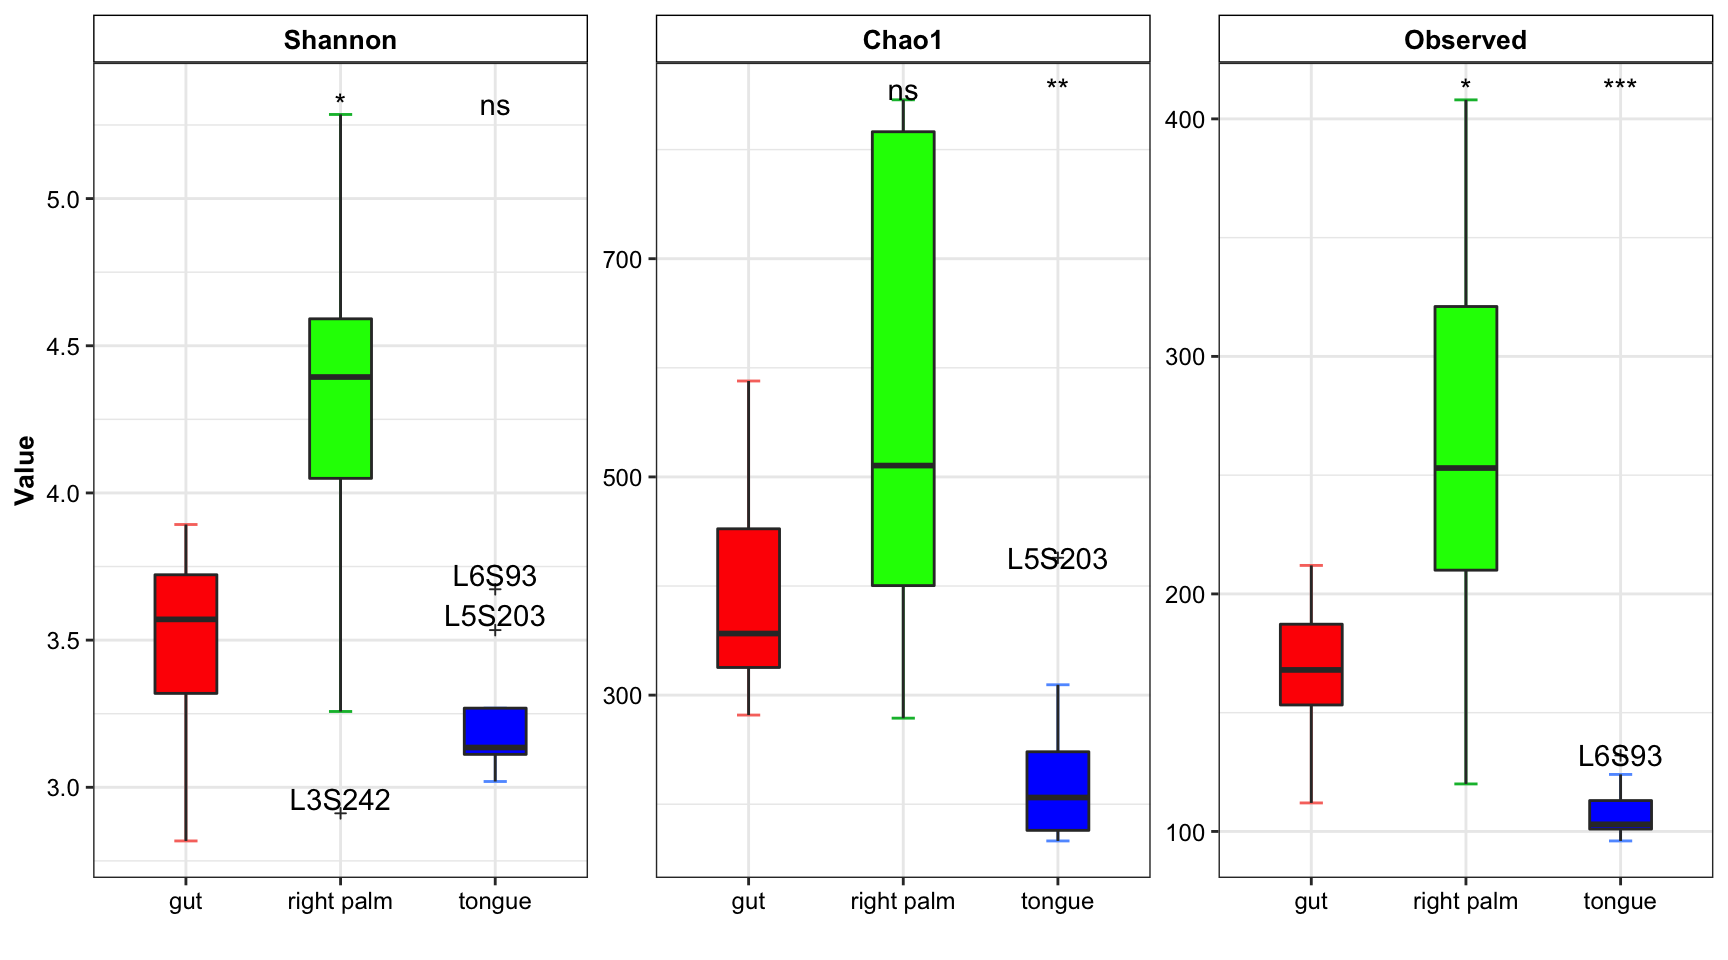 Shannon
Chao1
Observed
Value
*
ns
5.0
4.5
4.0
3.5
3.0
L6S93
L5S203
L3S242
gut
right palm
tongue
ns
**
700
500
300
L5S203
gut
right palm
tongue
*
***
400
300
200
100
L6S93
gut
right palm
tongue